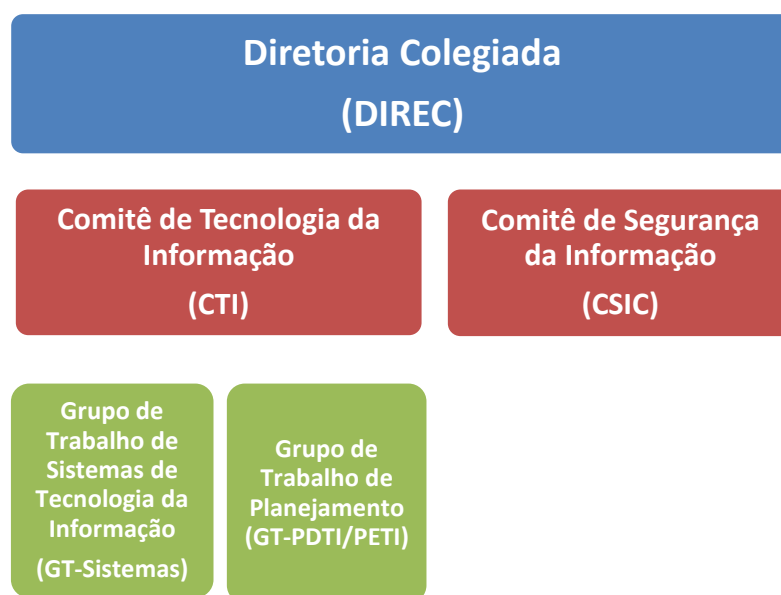 Diretoria Colegiada
(DIREC)
Comitê de Tecnologia da
Informação
(CTI)
Comitê de Segurança
da Informação
(CSIC)
Grupo de
Trabalho de
Sistemas de
Tecnologia da
Informação
(GT-Sistemas)
Grupo de
Trabalho de
Planejamento
(GT-PDTI/PETI)